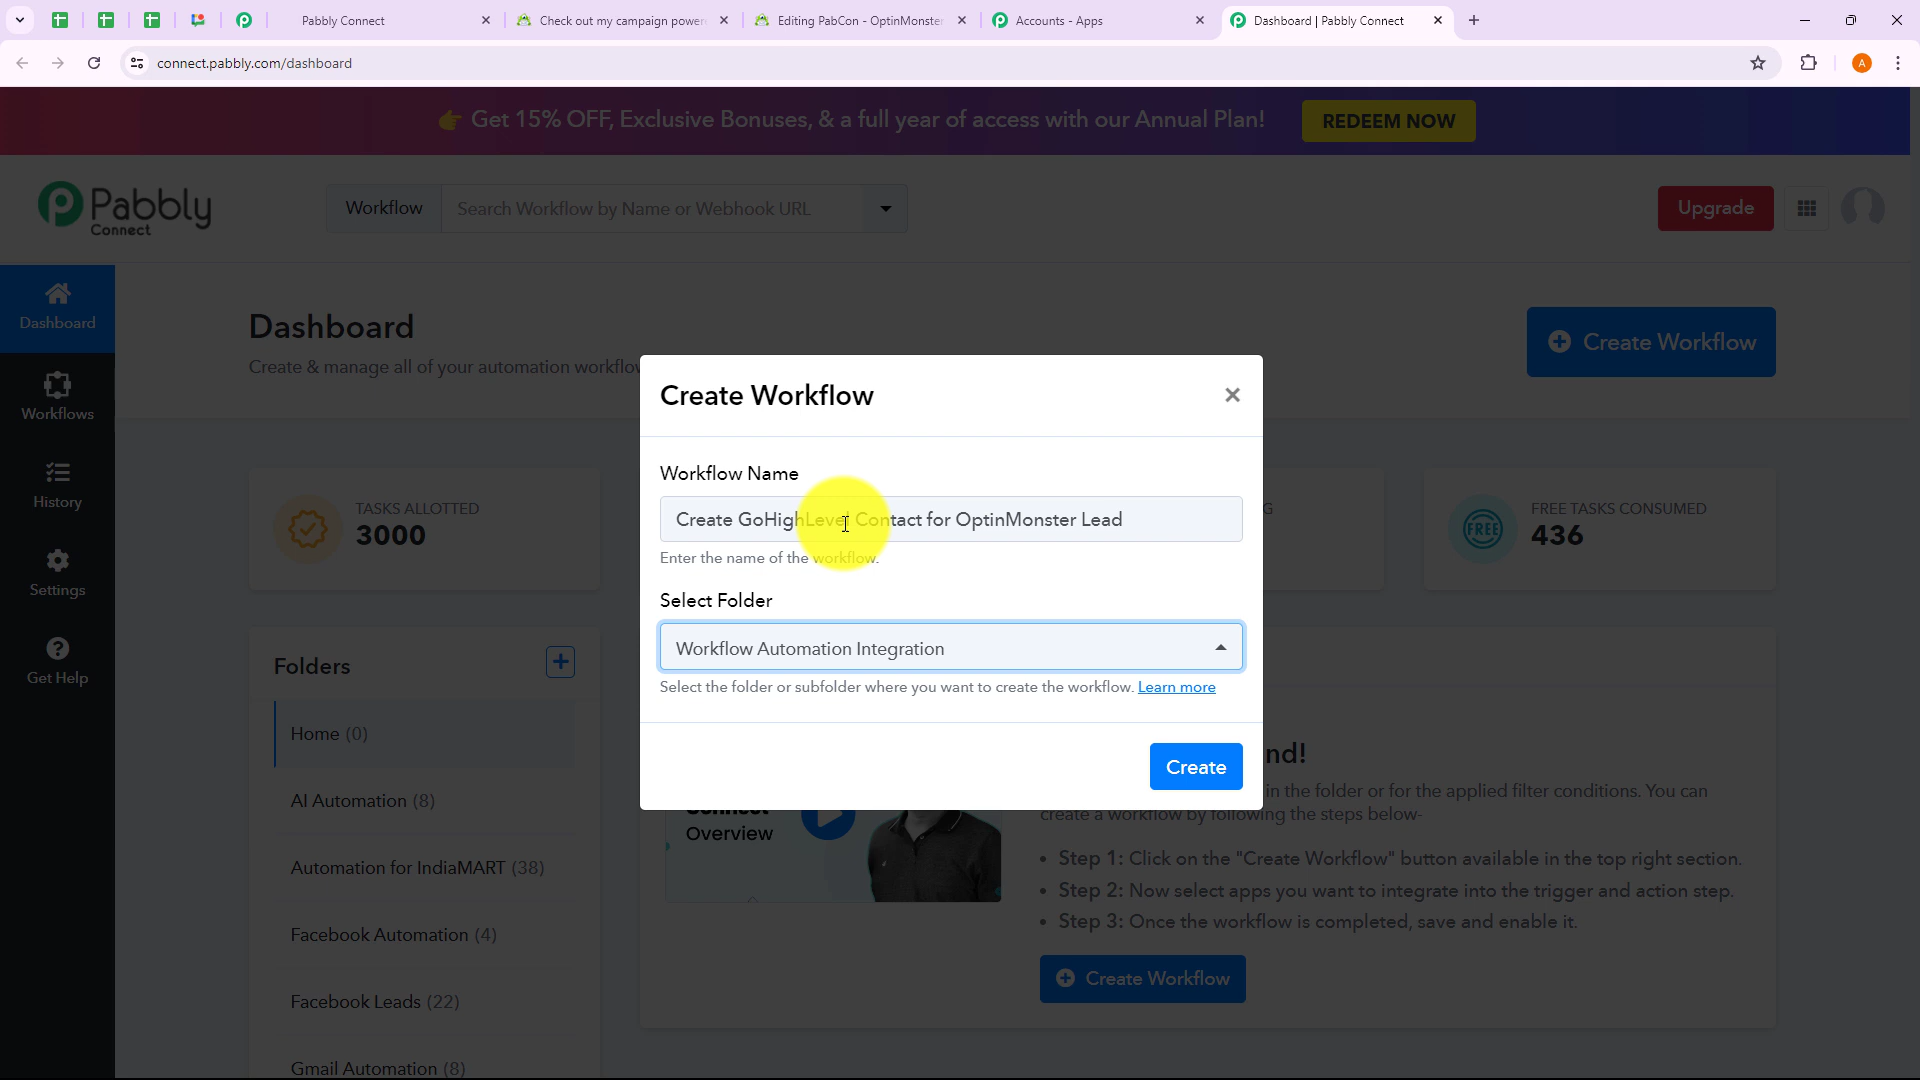 Pabbly Connect
Check out my campaign power
Editing PabCon - OptinMonster
Accounts - Apps
Dashboard | Pabbly Connect
connect.pabbly.com/dashboard
A
👉 Get 15% OFF, Exclusive Bonuses, & a full year of access with our Annual Plan!
REDEEM NOW
Pabbly
Connect
Workflow
Search Workflow by Name or Webhook URL
Upgrade
Dashboard
Workflows
History
Settings
Get Help
Dashboard
Create & manage all of your automation workflow
Create Workflow
TASKS ALLOTTED
3000
G
FREE
FREE TASKS CONSUMED
436
Folders
Home (0)
AI Automation (8)
Automation for IndiaMART (38)
Facebook Automation (4)
Facebook Leads (22)
Gmail Automation (8)
Create Workflow
Workflow Name
Create GoHighLevel Contact for OptinMonster Lead
Enter the name of the workflow.
Select Folder
Workflow Automation Integration
Select the folder or subfolder where you want to create the workflow. Learn more
Create
Connect
Overview
nd!
in the folder or for the applied filter conditions. You can
create a workflow by following the steps below-
• Step 1: Click on the "Create Workflow" button available in the top right section.
• Step 2: Now select apps you want to integrate into the trigger and action step.
• Step 3: Once the workflow is completed, save and enable it.
Create Workflow